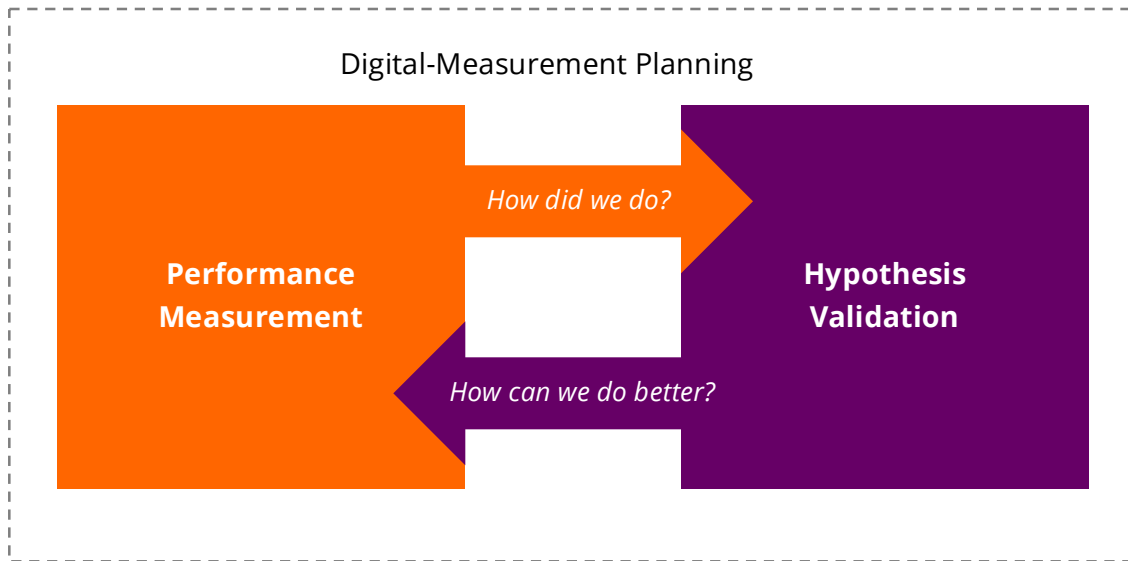 Digital-Measurement Planning
How did we do?
Performance
Measurement
Hypothesis
Validation
How can we do better?